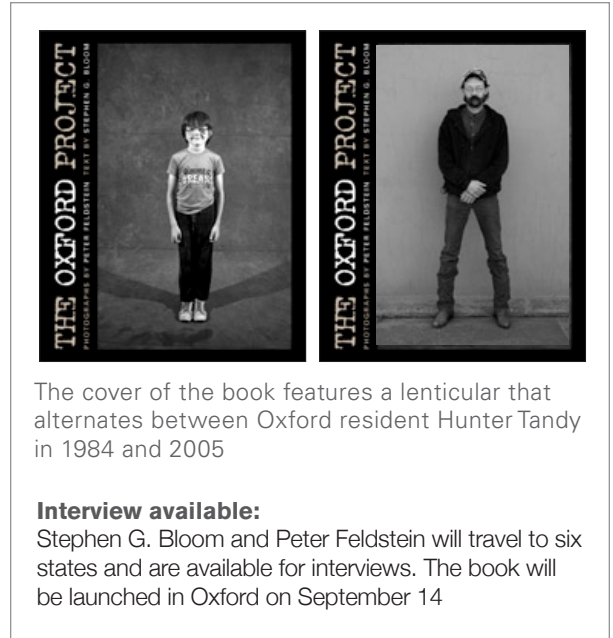 THE OXFORD PROJECT
PHOTOGRAPHS BY PETER FELDSTEIN TEXT BY STEPHEN G. BLOOM
THE OXFORD PROJECT
PHOTOGRAPHS BY PETER FELDSTEIN TEXT BY STEPHEN G. BLOOM
The cover of the book features a lenticular that
alternates between Oxford resident Hunter Tandy
in 1984 and 2005
Interview available:
Stephen G. Bloom and Peter Feldstein will travel to six
states and are available for interviews. The book will
be launched in Oxford on September 14